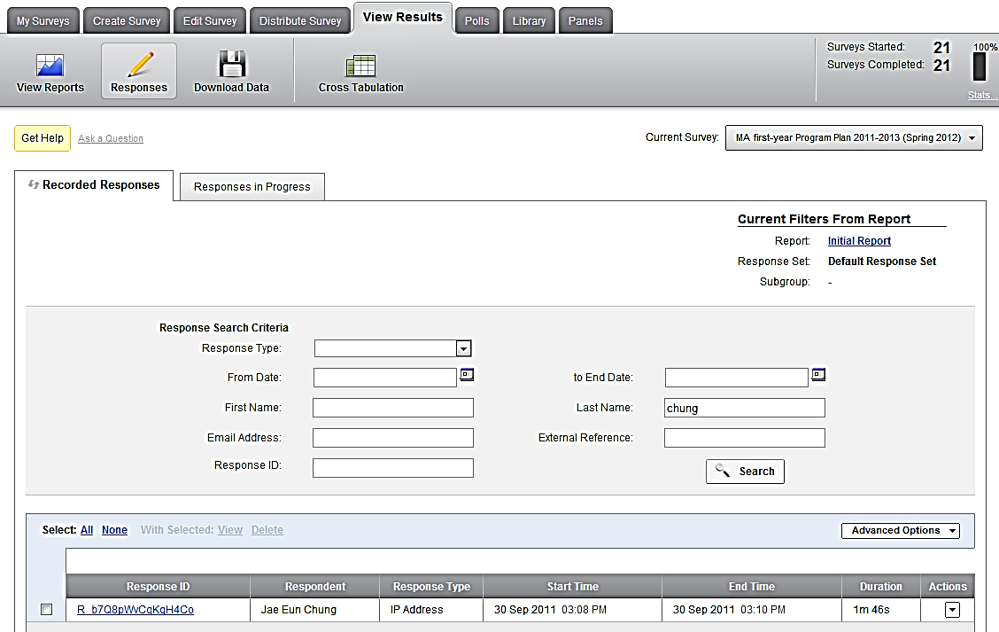 My Surveys Create Survey Edit Survey Distribute Survey View Results Polls Library Panels
View Reports Responses Download Data Cross Tabulation
Surveys Started: 21
Surveys Completed: 21
100%
Stats...
Get Help Ask a Question Current Survey: MA first-year Program Plan 2011-2013 (Spring 2012)
Recorded Responses Responses in Progress
Current Filters From Report
Report: Initial Report
Response Set: Default Response Set
Subgroup: -
Response Search Criteria
Response Type:
From Date: to End Date:
First Name: Last Name: chung
Email Address: External Reference:
Response ID: Search
Select: All None With Selected: View Delete Advanced Options
Response ID Respondent Response Type Start Time End Time Duration Actions
R_b7Q8pWvCgKgH4Co Jae Eun Chung IP Address 30 Sep 2011 03:08 PM 30 Sep 2011 03:10 PM 1m 46s